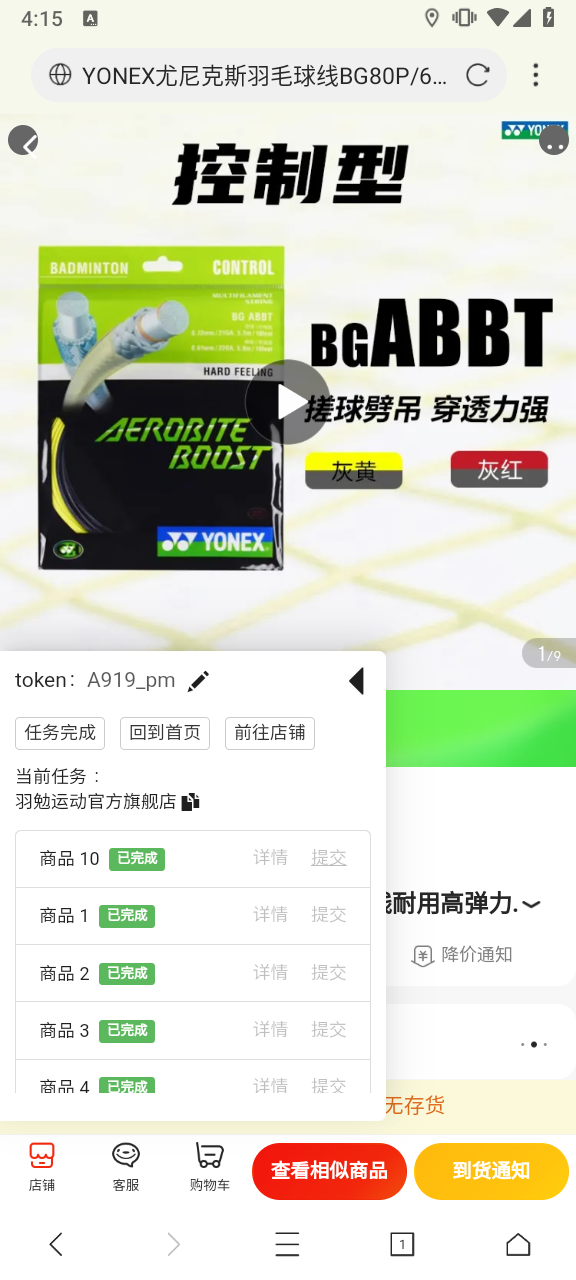 4:15
YONEX尤尼克斯羽毛球线BG80P/6...
YONEX
控制型
BADMINTON CONTROL
MULTIFILAMENT STRING
BG ABBT
HARD FEELING
AEROBITE
BOOST
YONEX
BGABBT
搓球劈吊 穿透力强
灰黄 灰红
1/9
token: A919_pm
任务完成 回到首页 前往店铺
当前任务：
羽勉运动官方旗舰店
商品 10 已完成 详情 提交
商品 1 已完成 详情 提交
商品 2 已完成 详情 提交
商品 3 已完成 详情 提交
商品 4 已完成 详情 提交
耐用高弹力.
降价通知
无存货
店铺 客服 购物车 查看相似商品 到货通知
1